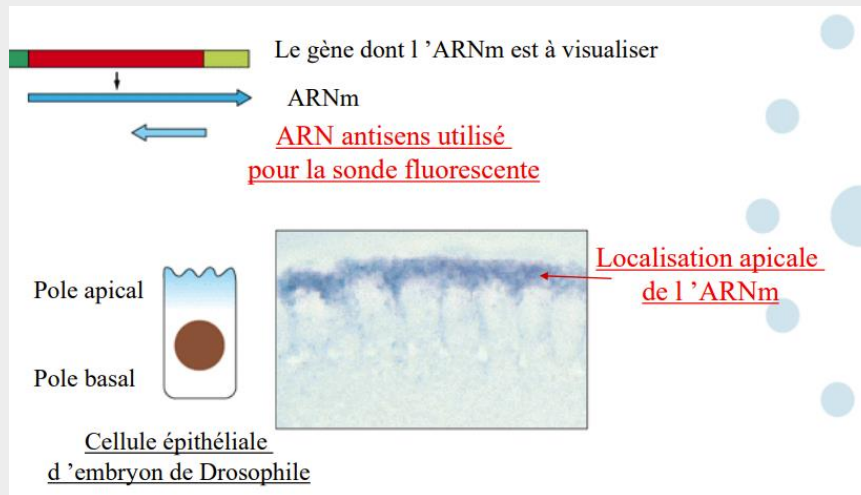 Le gène dont l ’ARNm est à visualiser
ARNm
ARN antisens utilisé
pour la sonde fluorescente
Localisation apicale
de l ’ARNm
Pole apical
Pole basal
Cellule épithéliale
d ’embryon de Drosophile